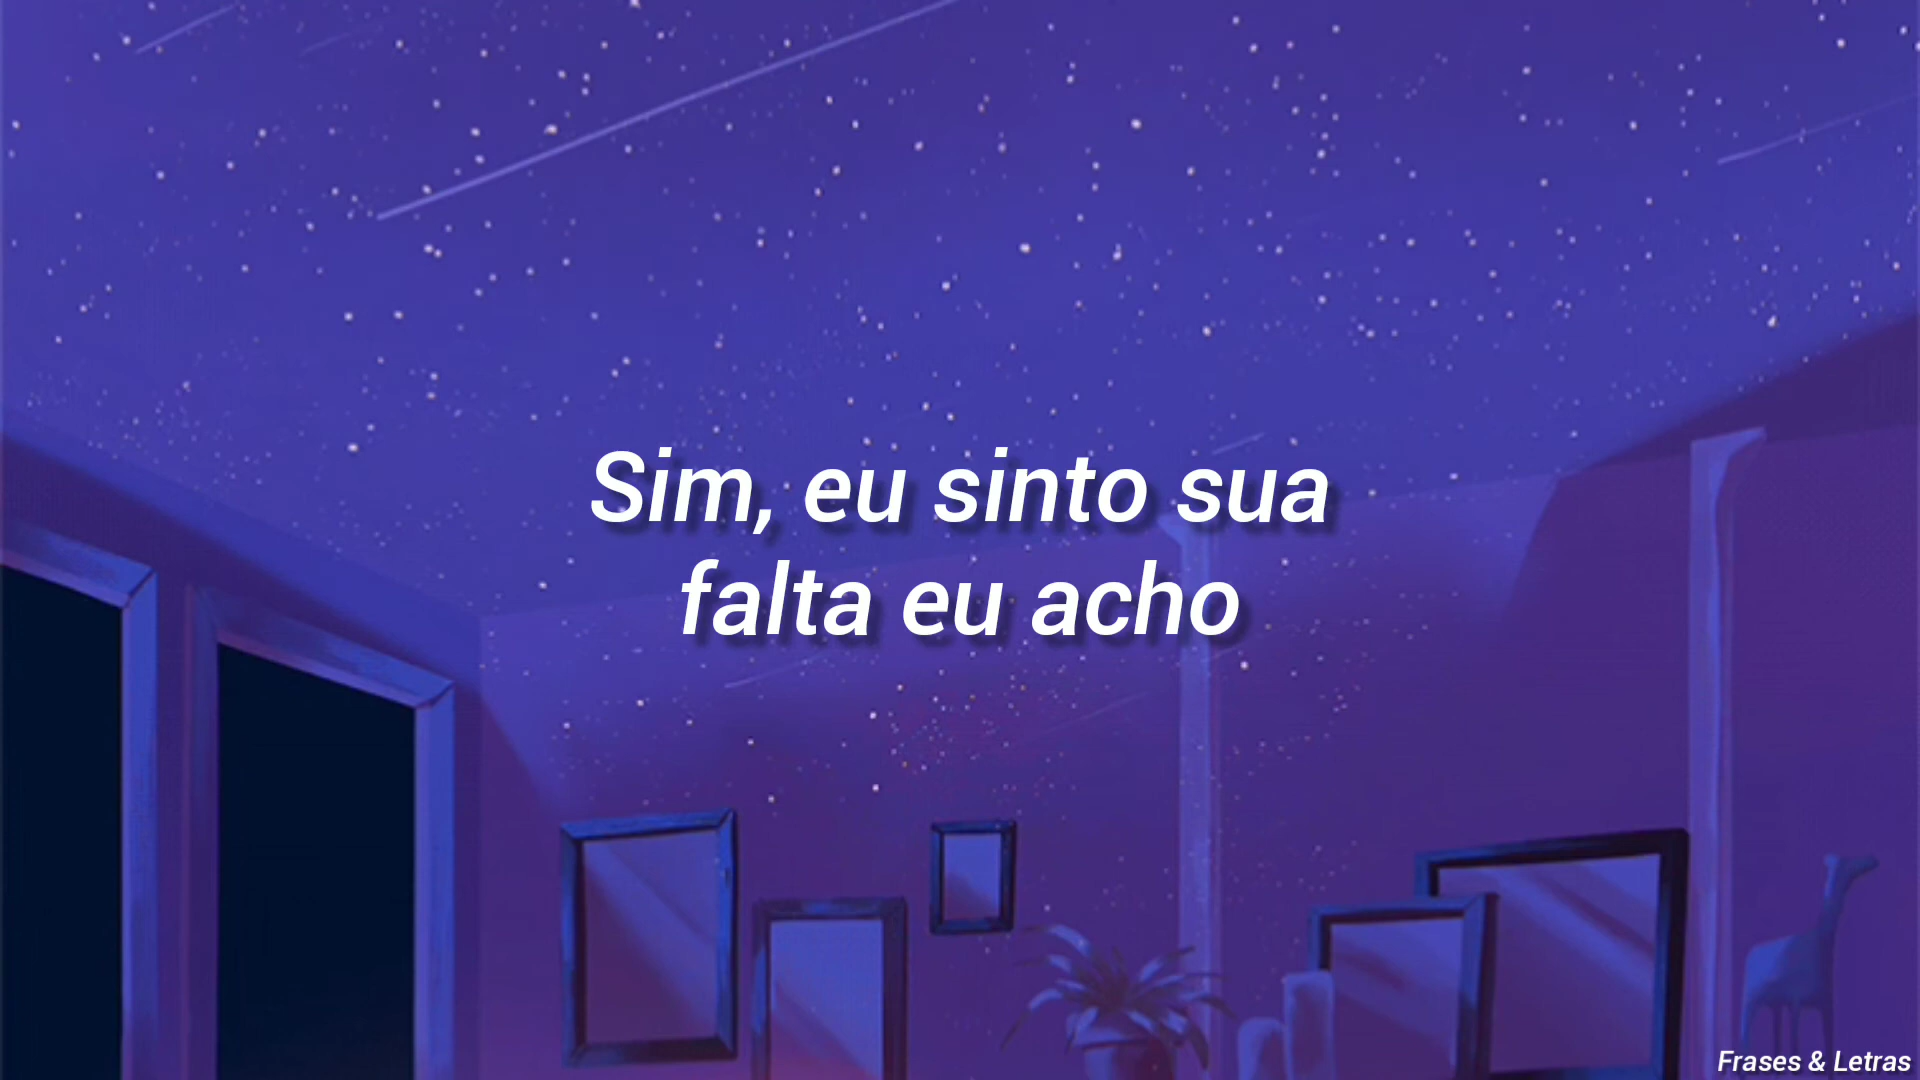 Sim, eu sinto sua
falta eu acho
Frases & Letras